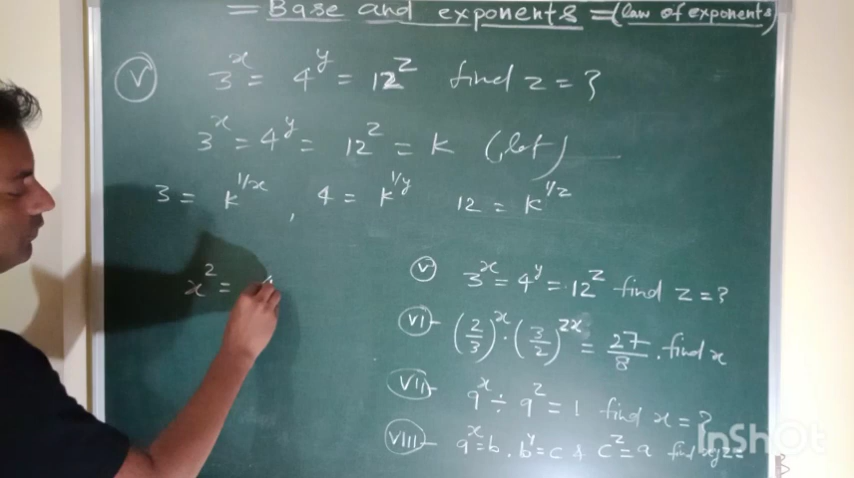 = Base and exponents = (law of exponents)
(V) 3^x = 4^y = 12^z find z = ?
3^x = 4^y = 12^z = K (let)
3 = K^1/x , 4 = K^1/y 12 = K^1/z
x^2 =
(V) 3^x = 4^y = 12^z find z = ?
VI) (2/3)^x . (3/2)^2x = 27/8 . find x
VII) 9^x ÷ 9^2 = 1 find x = ?
VIII) a^x = b . b^y = c & c^z = a find xyz =
InShOt